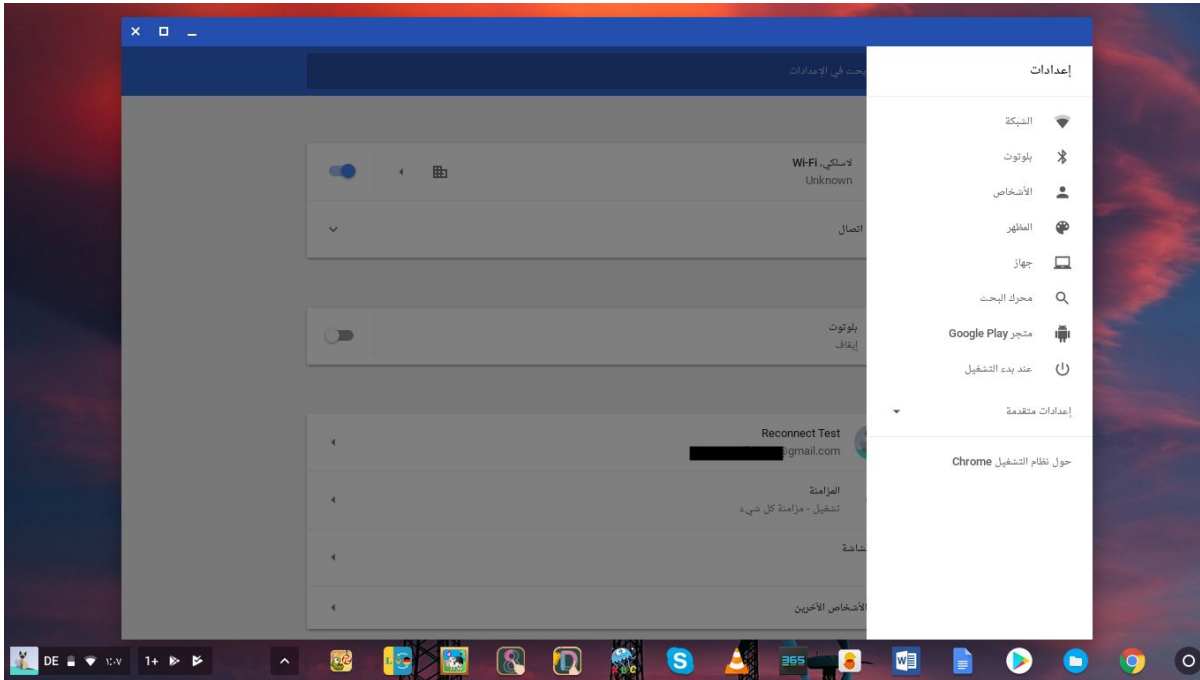 إعدادات
الشبكة
بلوتوث
الأشخاص
المظهر
جهاز
محرك البحث
متجر Google Play
عند بدء التشغيل
إعدادات متقدمة
حول نظام التشغيل Chrome
بحث في الإعدادات
لاسلكي, Wi-Fi
Unknown
اتصال
بلوتوث
إيقاف
Reconnect Test
@gmail.com
المزامنة
تشغيل - مزامنة كل شيء
الأشخاص الآخرين
365
W
S
DE
1+